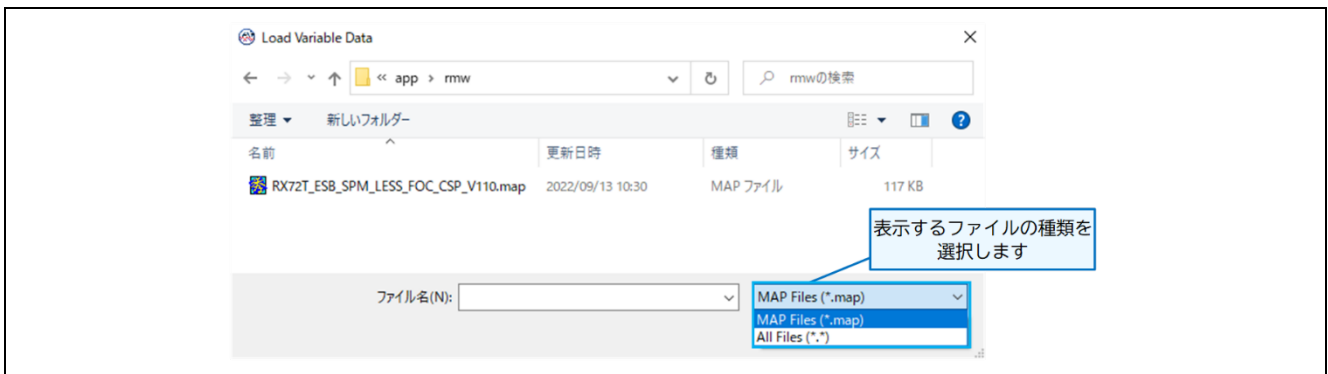 Load Variable Data
« app › rmw
rmwの検索
整理 新しいフォルダー
名前 更新日時 種類 サイズ
RX72T_ESB_SPM_LESS_FOC_CSP_V110.map 2022/09/13 10:30 MAP ファイル 117 KB
表示するファイルの種類を
選択します
ファイル名(N): MAP Files (*.map)
MAP Files (*.map)
All Files (*.*)